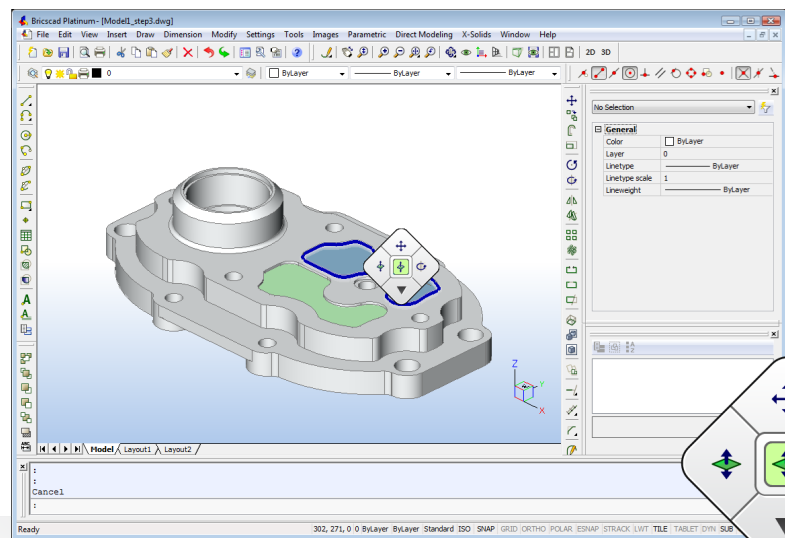 Bricscad Platinum - [Model1_step3.dwg]
File Edit View Insert Draw Dimension Modify Settings Tools Images Parametric Direct Modeling X-Solids Window Help
2D 3D
0 ByLayer ByLayer ByLayer
No Selection
General
Color ByLayer
Layer 0
Linetype ByLayer
Linetype scale 1
Lineweight ByLayer
A
A
Z
Y
X
ABC
Model Layout1 Layout2
:
:
Cancel
:
Ready 302, 271, 0 0 ByLayer ByLayer Standard ISO SNAP GRID ORTHO POLAR ESNAP STRACK LWT TILE TABLET DYN SUB